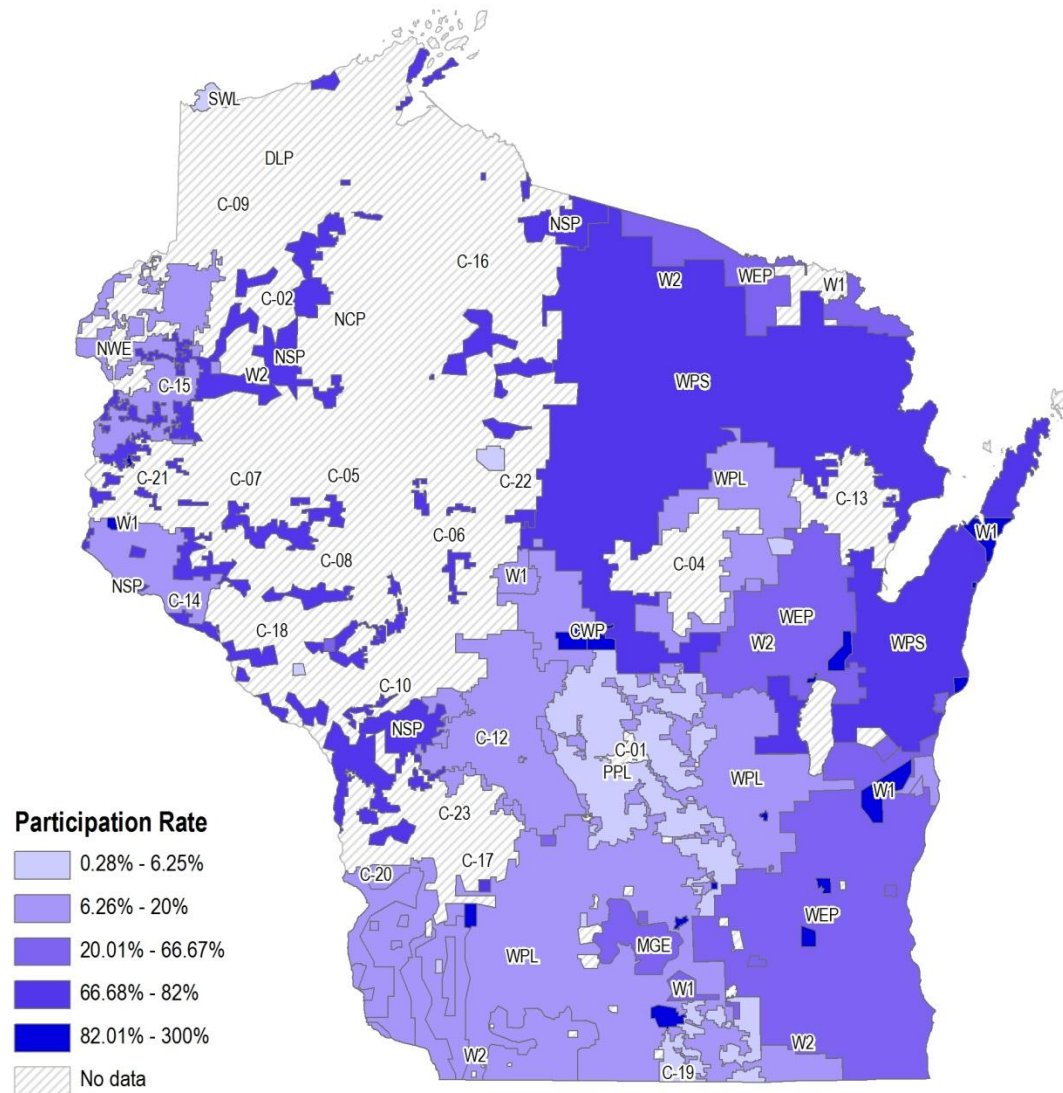 SWL
DLP
C-09
NSP
C-16
W2
WEP
W1
C-02
NCP
NWE
NSP
W2
C-15
WPS
WPL
C-21
C-07
C-05
C-22
C-13
W1
C-06
W1
C-08
C-04
W1
NSP
C-14
CWP
WEP
C-18
W2
WPS
C-10
NSP
C-12
C-01
PPL
WPL
W1
C-23
C-17
C-20
WEP
MGE
WPL
W1
W2
W2
C-19
Participation Rate
0.28% - 6.25%
6.26% - 20%
20.01% - 66.67%
66.68% - 82%
82.01% - 300%
No data